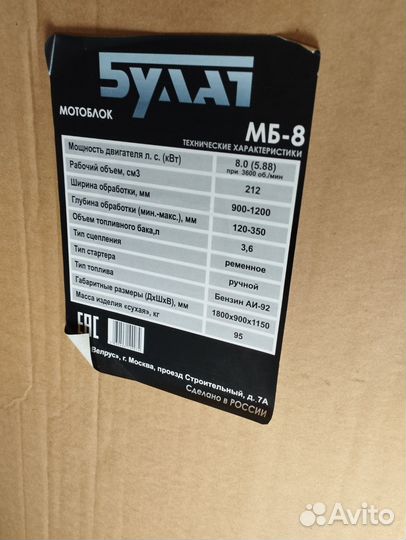 БУЛАТ
МОТОБЛОК
МБ-8
ТЕХНИЧЕСКИЕ ХАРАКТЕРИСТИКИ
Мощность двигателя л. с. (кВт) 8.0 (5.88) при 3600 об./мин
Рабочий объем, см3 212
Ширина обработки, мм 900-1200
Глубина обработки (мин.-макс.), мм 120-350
Объем топливного бака,л 3,6
Тип сцепления ременное
Тип стартера ручной
Тип топлива Бензин АИ-92
Габаритные размеры (ДхШхВ), мм 1800х900х1150
Масса изделия «сухая», кг 95
ЕАС
Велрус», г. Москва, проезд Строительный, д. 7А
Сделано в РОССИИ
Avito